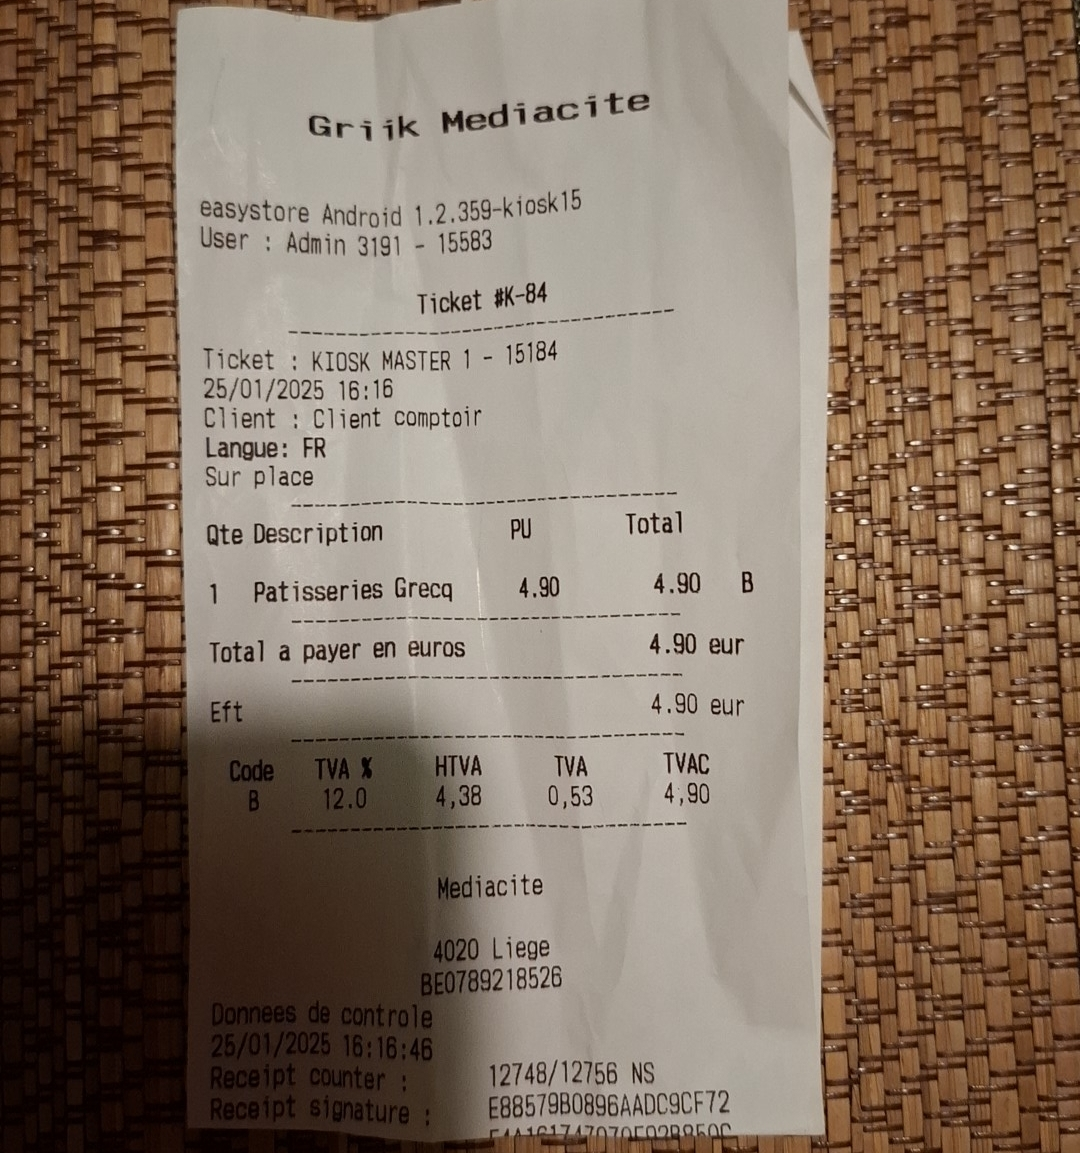 Griik Mediacite
easystore Android 1.2.359-kiosk15
User : Admin 3191 - 15583
Ticket #K-84
Ticket : KIOSK MASTER 1 - 15184
25/01/2025 16:16
Client : Client comptoir
Langue: FR
Sur place
Qte Description PU Total
1 Patisseries Grecq 4.90 4.90 B
Total a payer en euros 4.90 eur
Eft 4.90 eur
Code TVA % HTVA TVA TVAC
B 12.0 4,38 0,53 4,90
Mediacite
4020 Liege
BE0789218526
Donnees de controle
25/01/2025 16:16:46
Receipt counter : 12748/12756 NS
Receipt signature : E88579B0896AADC9CF72